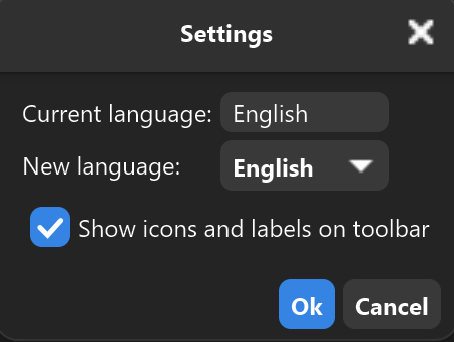 Settings
Current language: English
New language: English
Show icons and labels on toolbar
Ok Cancel